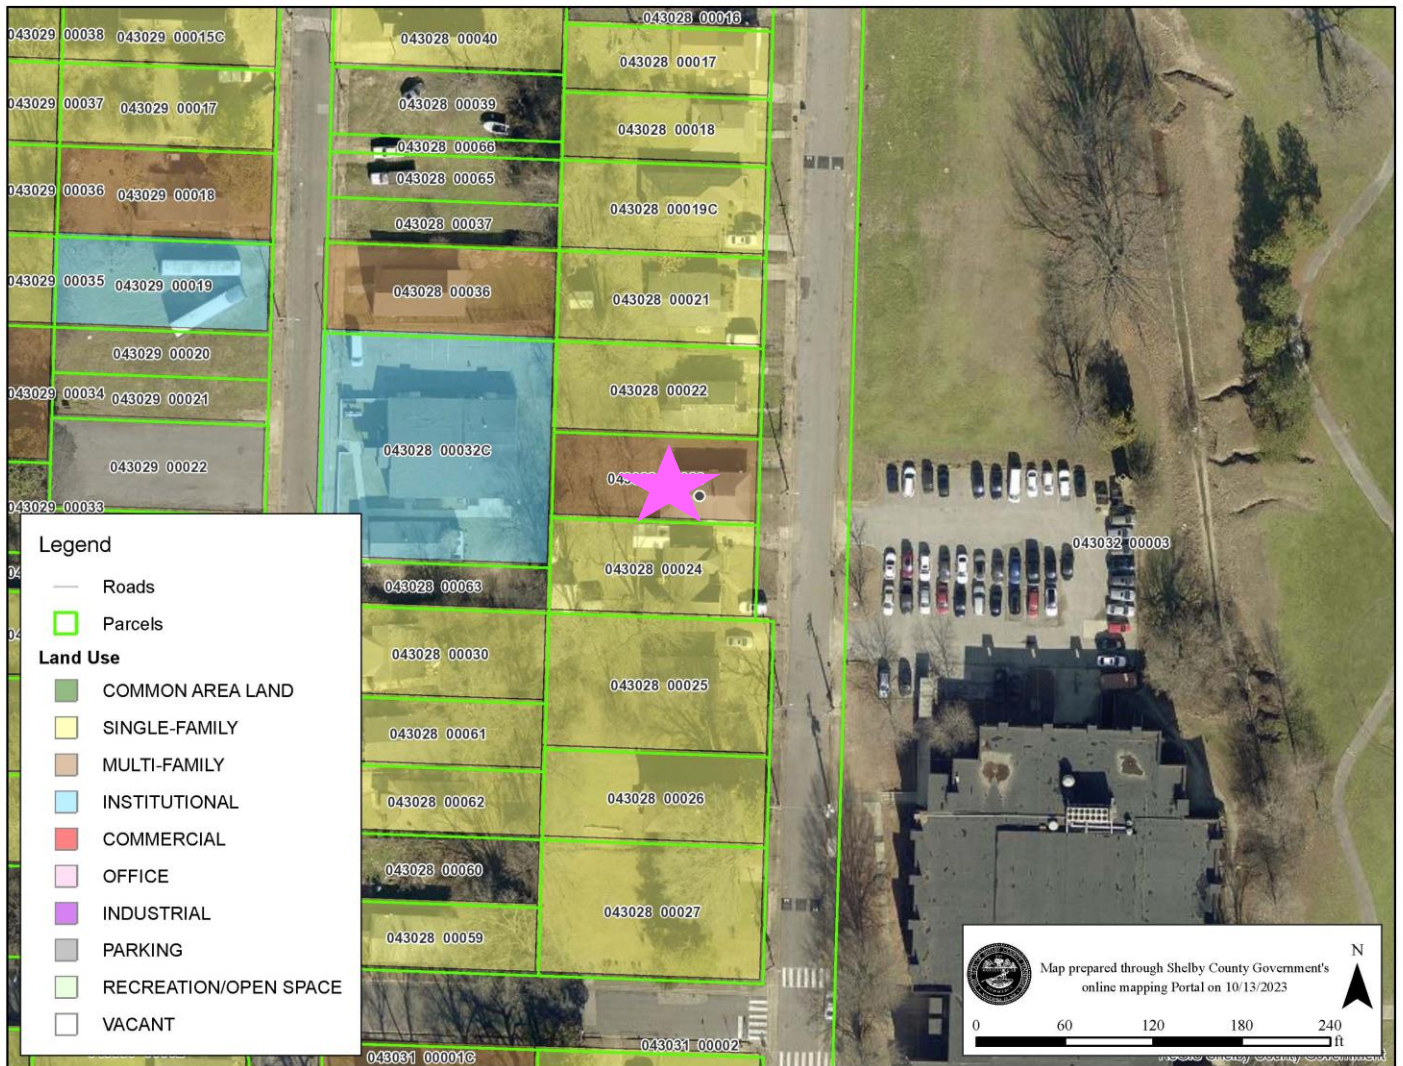 043028 00016
043029 00038
043029 00015C
043028 00040
043028 00017
043029 00037
043029 00017
043028 00039
043028 00018
043028 00066
043028 00065
043029 00036
043029 00018
043028 00019C
043028 00037
043029 00035
043029 00019
043028 00036
043028 00021
043029 00020
043028 00022
043029 00034
043029 00021
043028 00032C
043029 00022
043029 00033
043032 00003
043028 00024
043028 00063
043028 00030
043028 00025
043028 00061
043028 00062
043028 00026
043028 00060
043028 00027
043028 00059
043031 00002
043031 00001C
Legend
Roads
Parcels
Land Use
COMMON AREA LAND
SINGLE-FAMILY
MULTI-FAMILY
INSTITUTIONAL
COMMERCIAL
OFFICE
INDUSTRIAL
PARKING
RECREATION/OPEN SPACE
VACANT
Map prepared through Shelby County Government's
online mapping Portal on 10/13/2023
N
0 60 120 180 240
ft